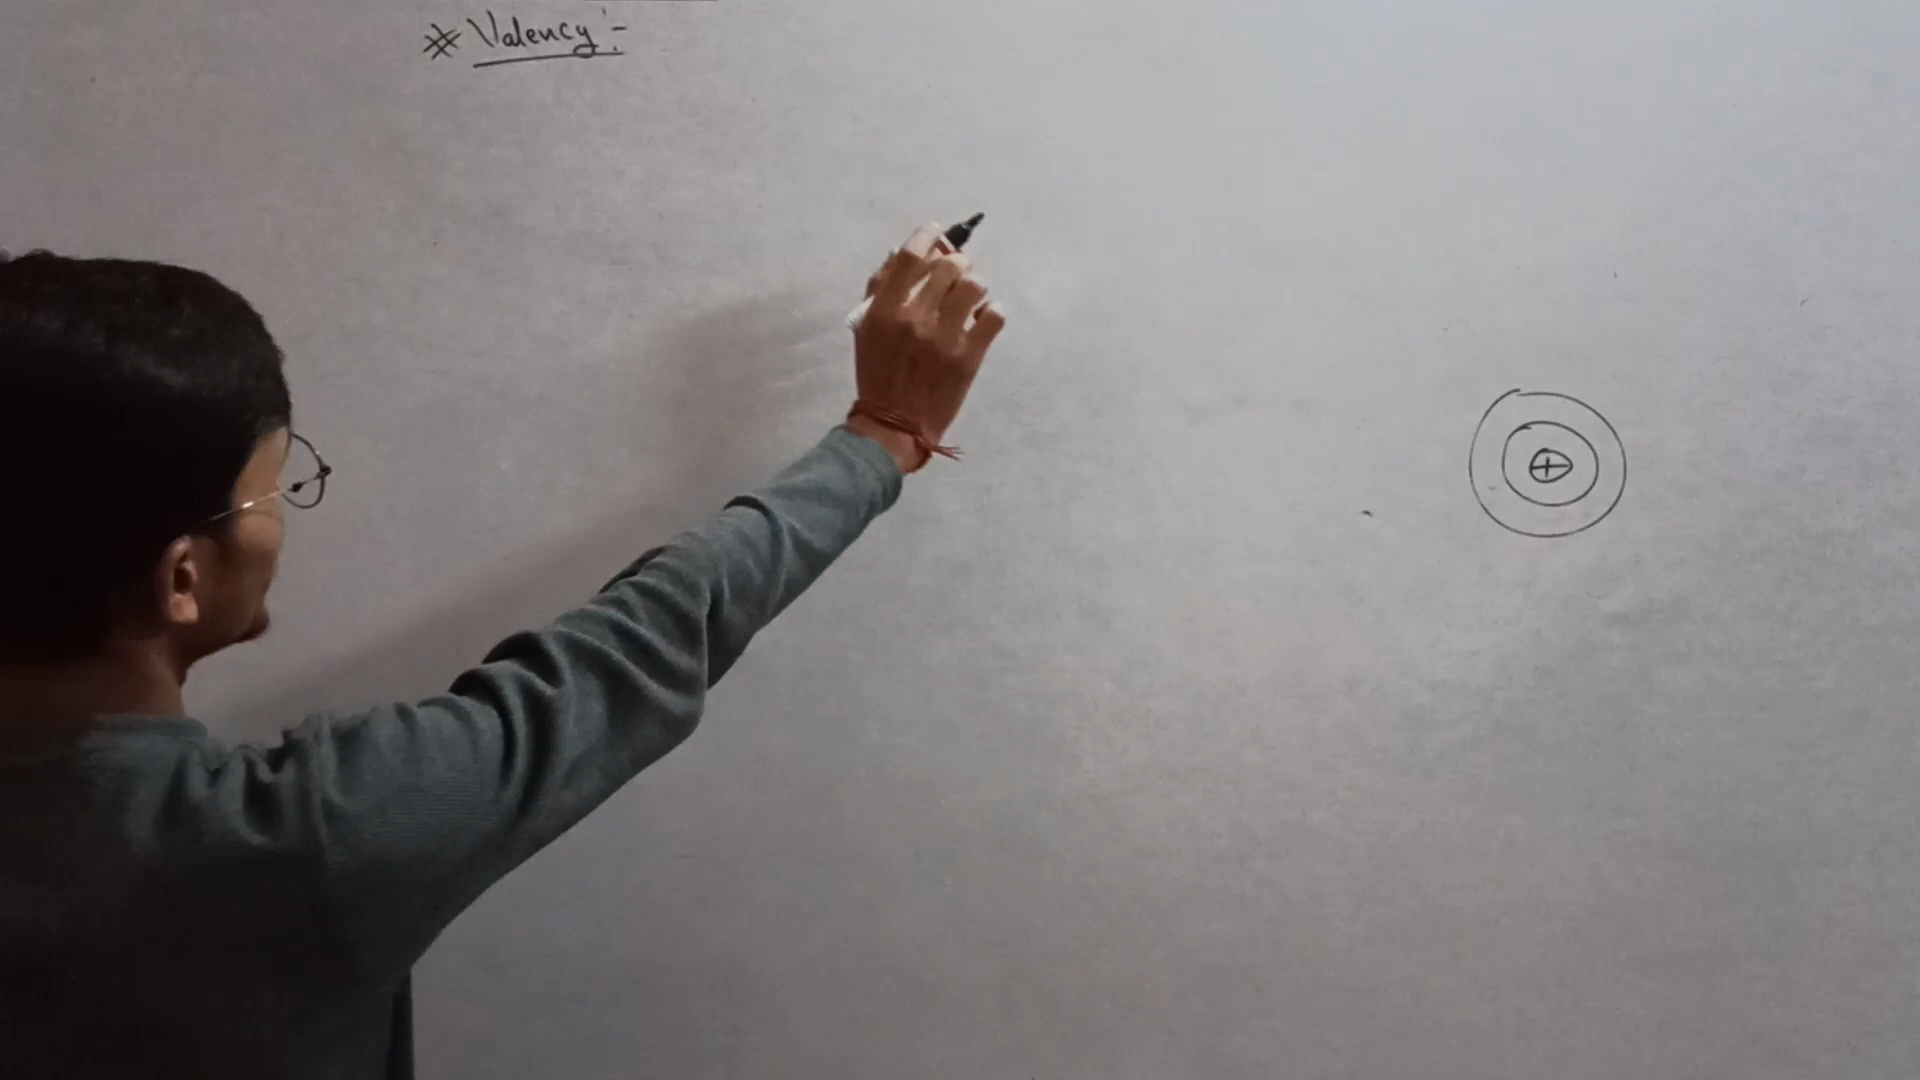 * Valency :-
+